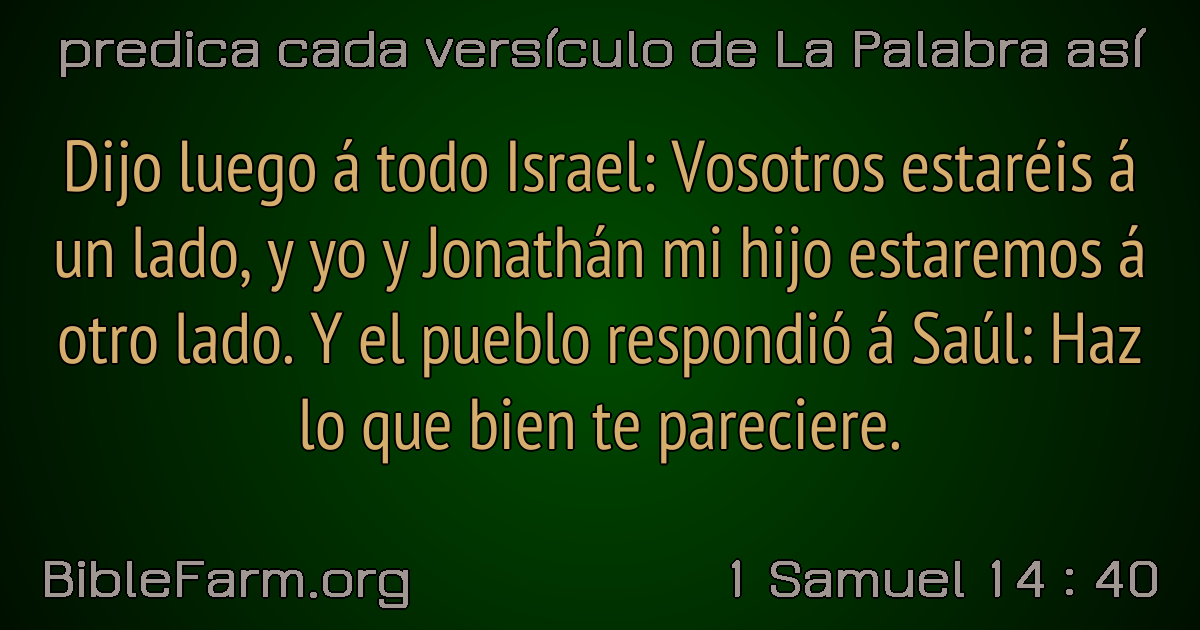 predica cada versículo de La Palabra así
Dijo luego á todo Israel: Vosotros estaréis á
un lado, y yo y Jonathán mi hijo estaremos á
otro lado. Y el pueblo respondió á Saúl: Haz
lo que bien te pareciere.
BibleFarm.org
1 Samuel 14 : 40